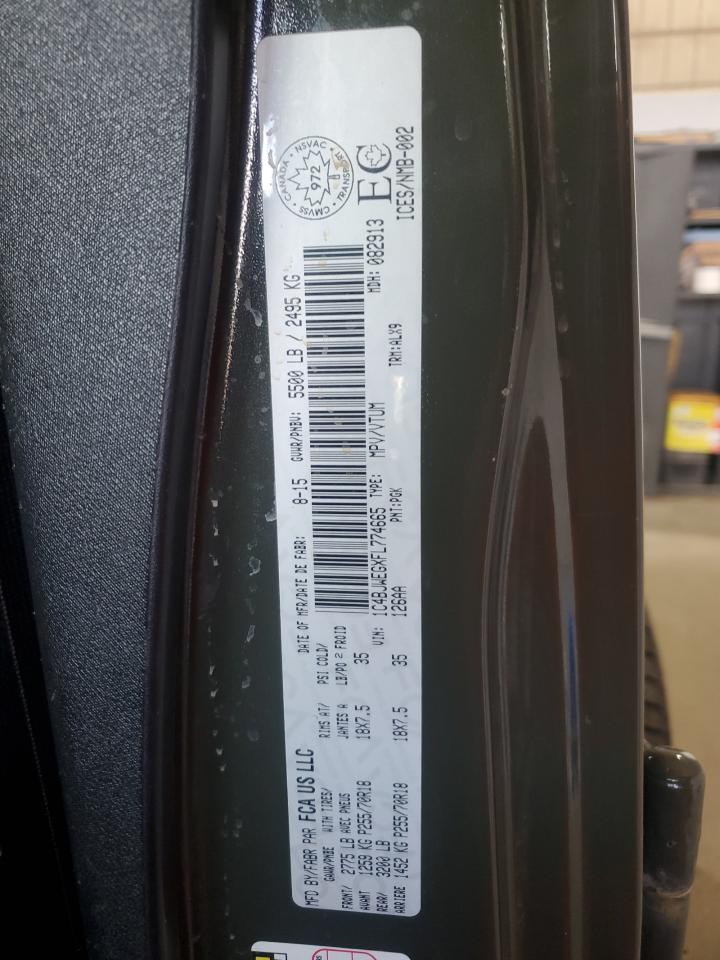 MFD BY/FABR PAR FCA US LLC
DATE OF MFR/DATE DE FABR: 8-15 GVWR/PNBV: 5500 LB / 2495 KG
GAWR/PNBE WITH TIRES/ RIMS AT/ PSI COLD/
FRONT/ 2775 LB AVEC PNEUS JANTES A LB/PO 2 FROID
AVANT 1259 KG P255/70R18 18X7.5 35
REAR/ 3200 LB
ARRIERE 1452 KG P255/70R18 18X7.5 35
VIN: 1C4BJWEGXFL774665 TYPE: MPV/VTUM MDH: 082913
126AA PNT:PGK TRM:ALX9
CANADA • NSVAC • TRANSPORT • CMVSS
972
EC
ICES/NMB-002